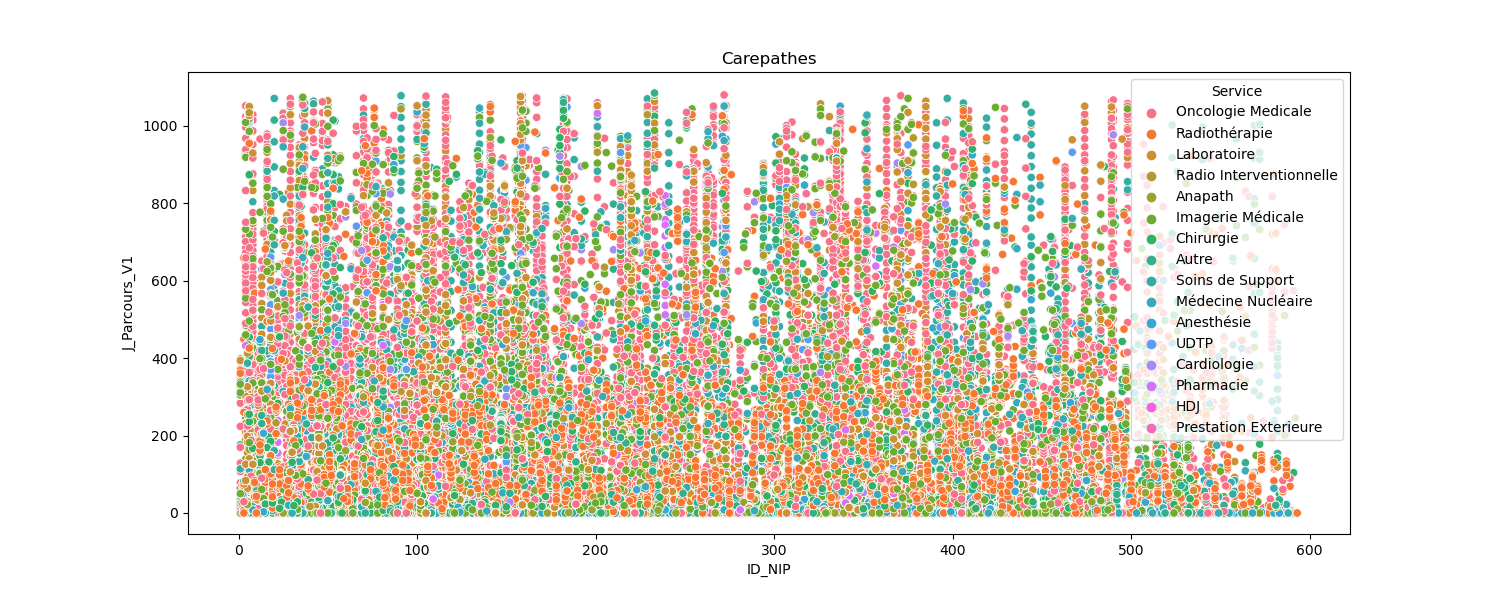 Carepathes
Service
Oncologie Medicale
Radiothérapie
Laboratoire
Radio Interventionnelle
Anapath
Imagerie Médicale
Chirurgie
Autre
Soins de Support
Médecine Nucléaire
Anesthésie
UDTP
Cardiologie
Pharmacie
HDJ
Prestation Exterieure
J_Parcours_V1
1000
800
600
400
200
0
0 100 200 300 400 500 600
ID_NIP